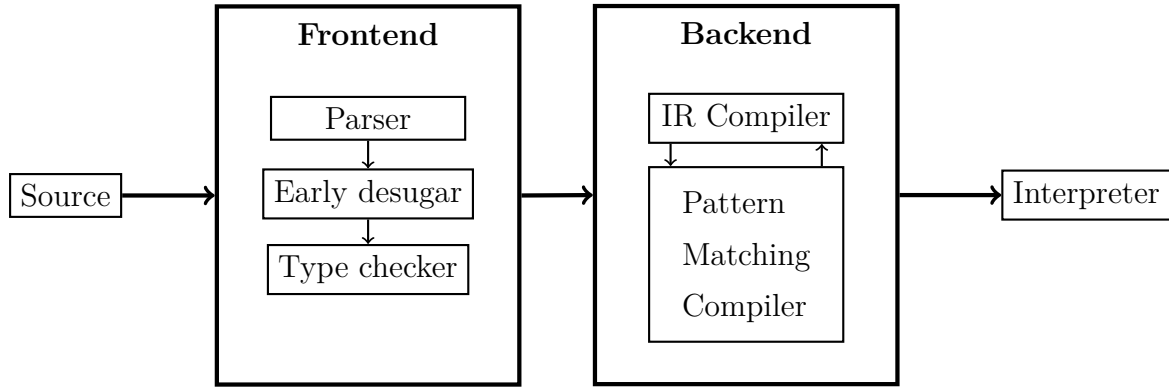 Source
Frontend
Parser
Early desugar
Type checker
Backend
IR Compiler
Pattern
Matching
Compiler
Interpreter